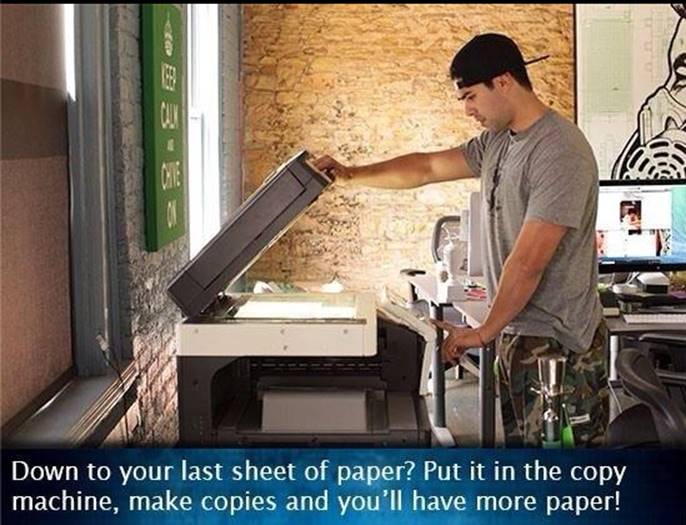 KEEP
CALM
AND
CHIVE
ON
Down to your last sheet of paper? Put it in the copy
machine, make copies and you'll have more paper!